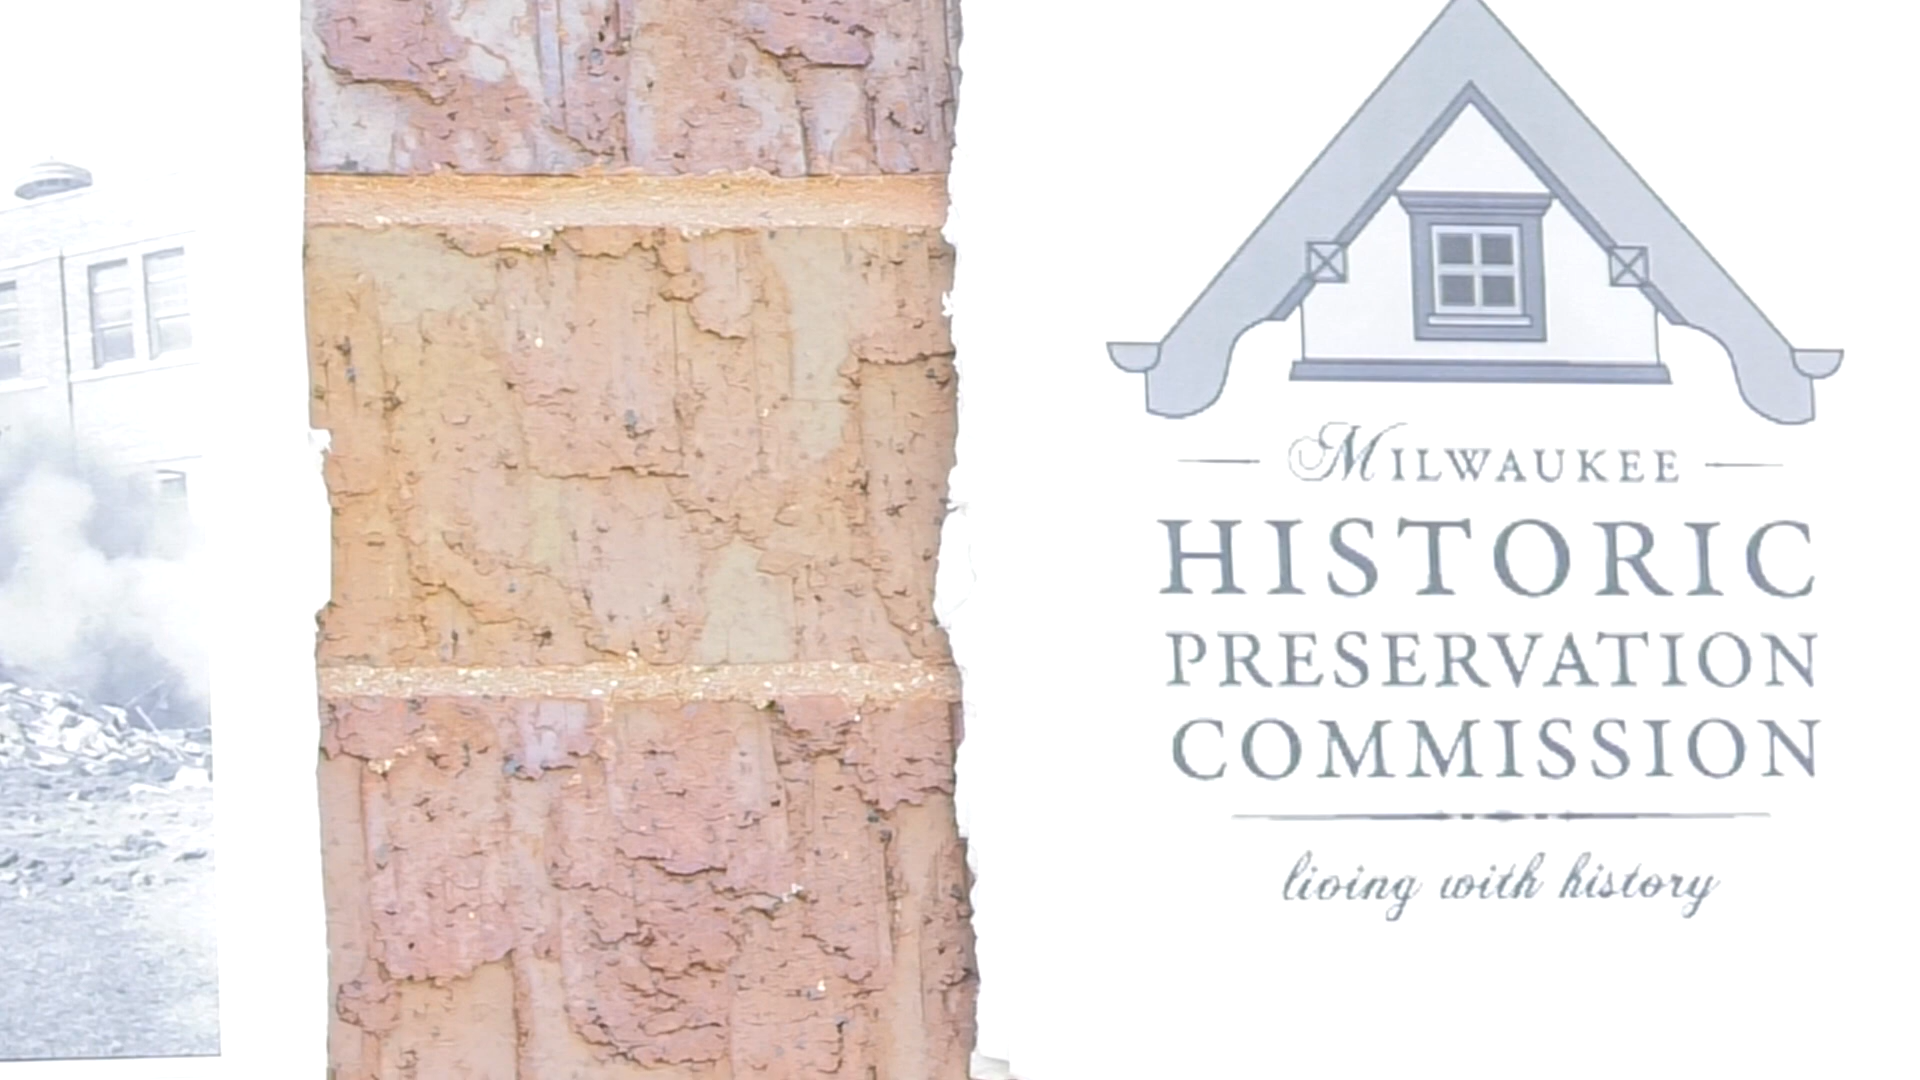 MILWAUKEE
HISTORIC
PRESERVATION
COMMISSION
living with history